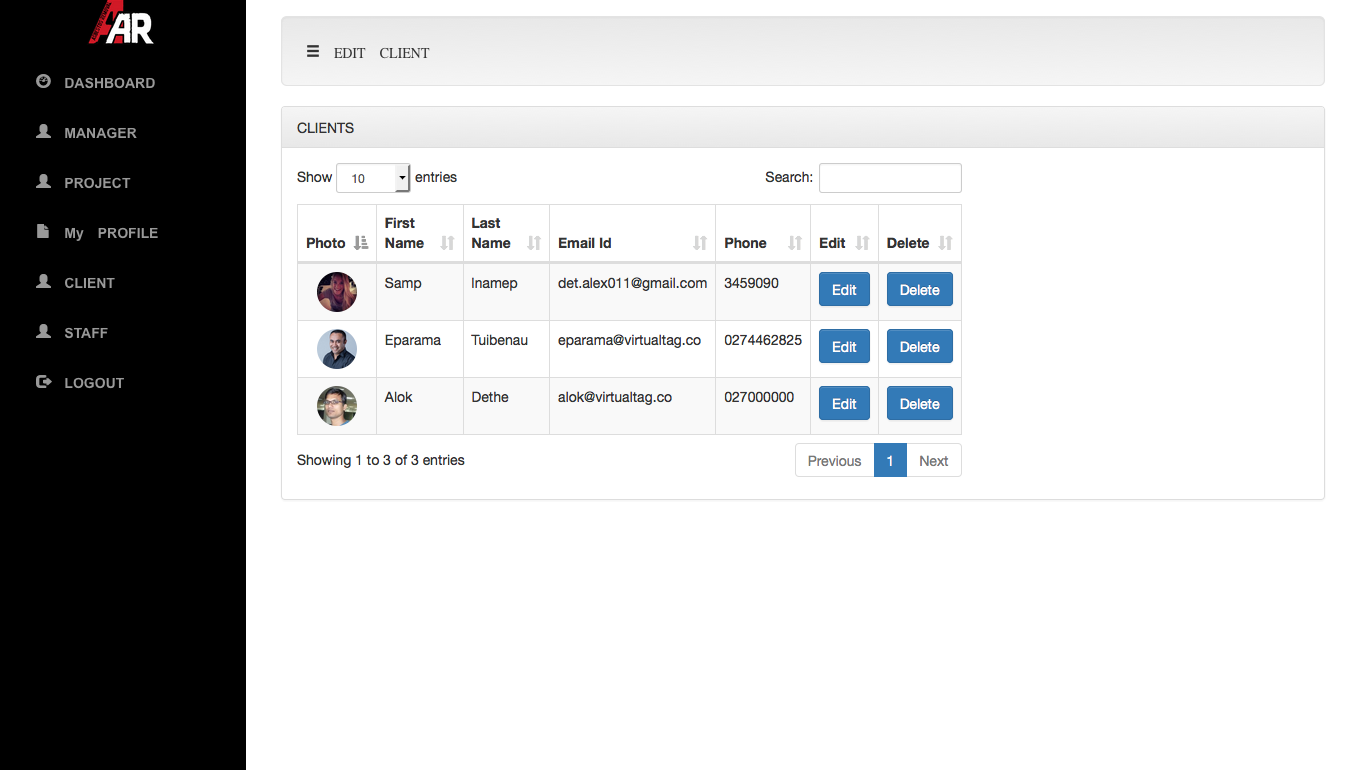 AR
DASHBOARD
MANAGER
PROJECT
My PROFILE
CLIENT
STAFF
LOGOUT
EDIT CLIENT
CLIENTS
Show 10 entries
Search:
Photo First Name Last Name Email Id Phone Edit Delete
Samp Inamep det.alex011@gmail.com 3459090 Edit Delete
Eparama Tuibenau eparama@virtualtag.co 0274462825 Edit Delete
Alok Dethe alok@virtualtag.co 027000000 Edit Delete
Showing 1 to 3 of 3 entries
Previous 1 Next